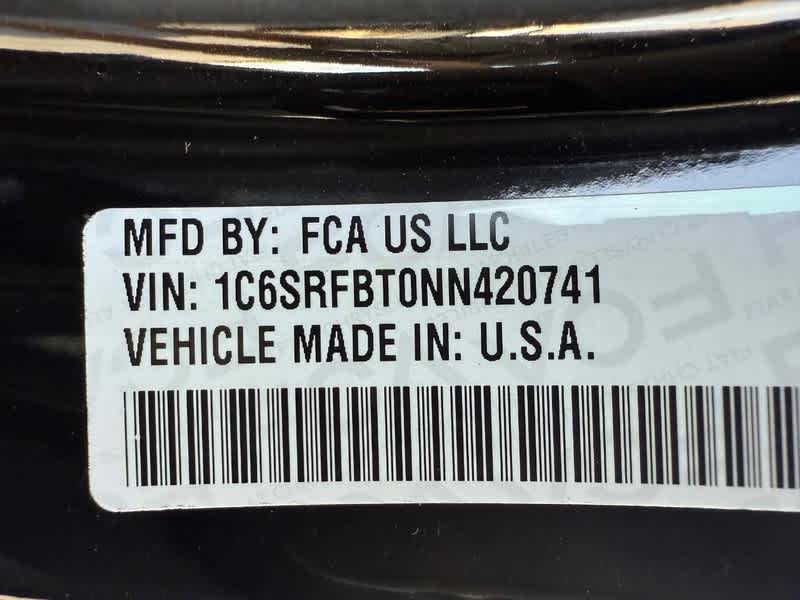 MFD BY: FCA US LLC
VIN: 1C6SRFBT0NN420741
VEHICLE MADE IN: U.S.A.